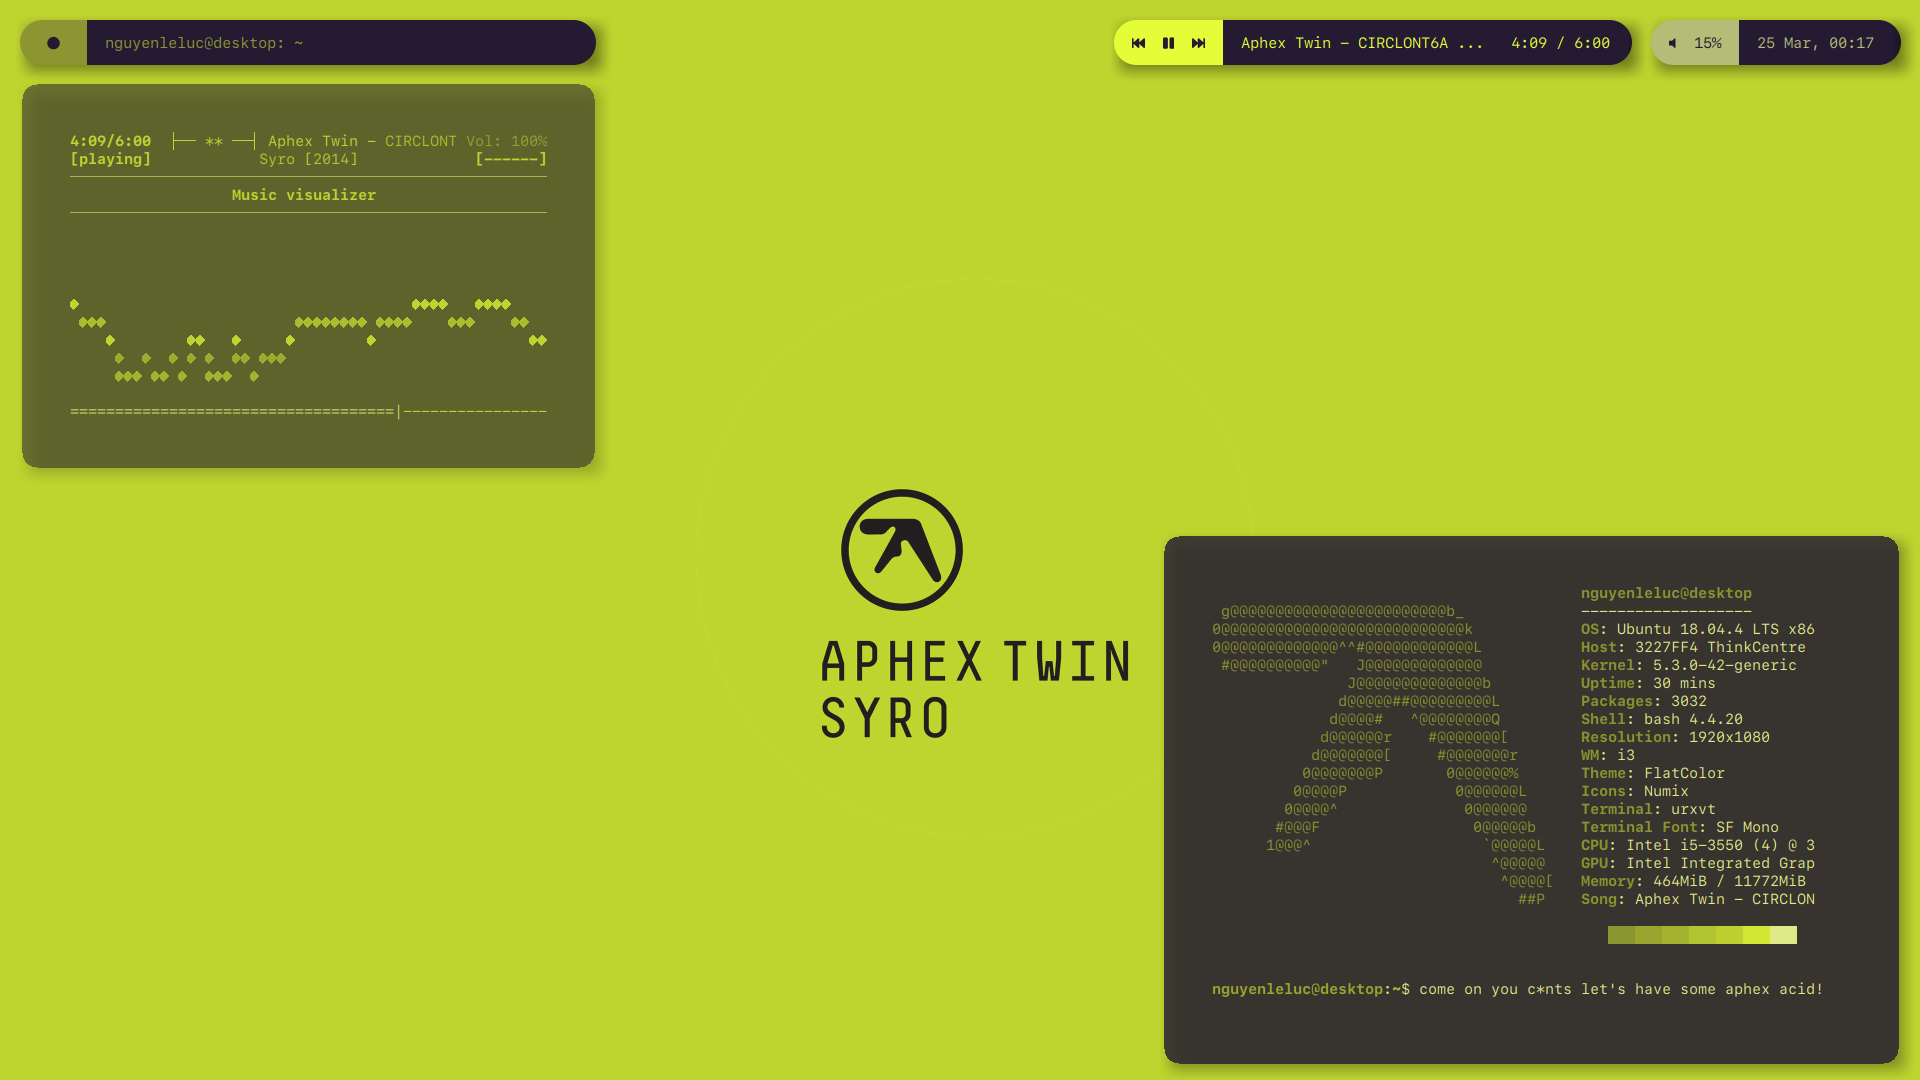 nguyenleluc@desktop: ~
Aphex Twin – CIRCLONT6A ... 4:09 / 6:00
15% 25 Mar, 00:17
4:09/6:00 ├── ** ──┤ Aphex Twin – CIRCLONT Vol: 100%
[playing] Syro [2014] [------]
Music visualizer
====================================|----------------
APHEX TWIN
SYRO
nguyenleluc@desktop
-------------------
OS: Ubuntu 18.04.4 LTS x86
Host: 3227FF4 ThinkCentre
Kernel: 5.3.0-42-generic
Uptime: 30 mins
Packages: 3032
Shell: bash 4.4.20
Resolution: 1920x1080
WM: i3
Theme: FlatColor
Icons: Numix
Terminal: urxvt
Terminal Font: SF Mono
CPU: Intel i5-3550 (4) @ 3
GPU: Intel Integrated Grap
Memory: 464MiB / 11772MiB
Song: Aphex Twin – CIRCLON
nguyenleluc@desktop:~$ come on you c*nts let's have some aphex acid!